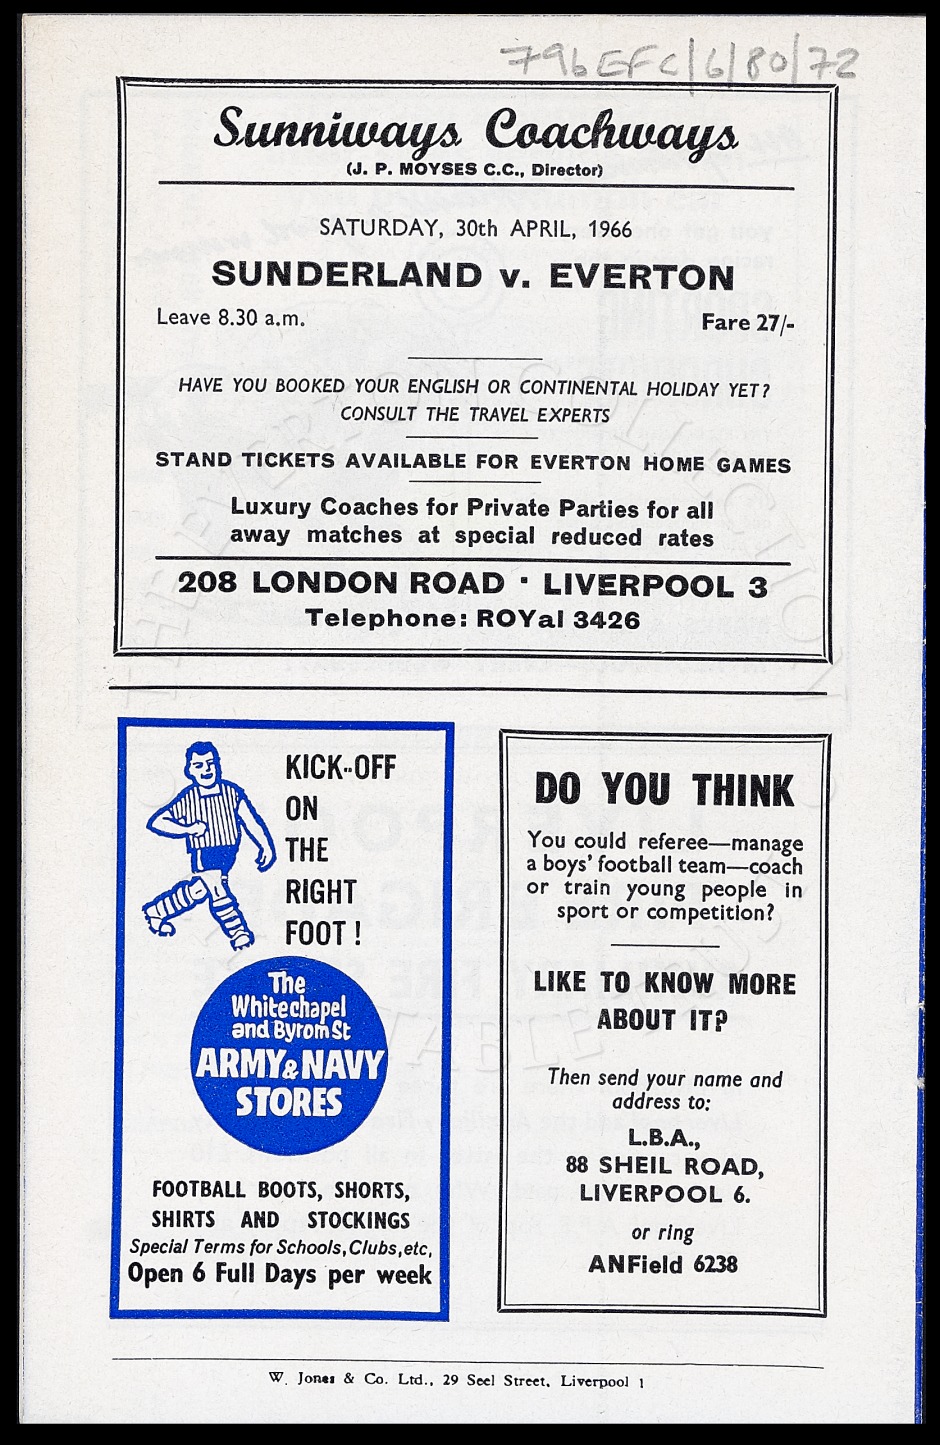 796EFC/6/80/72
Sunniways Coachways
(J. P. MOYSES C.C., Director)
SATURDAY, 30th APRIL, 1966
SUNDERLAND v. EVERTON
Leave 8.30 a.m. Fare 27/-
HAVE YOU BOOKED YOUR ENGLISH OR CONTINENTAL HOLIDAY YET?
CONSULT THE TRAVEL EXPERTS
STAND TICKETS AVAILABLE FOR EVERTON HOME GAMES
Luxury Coaches for Private Parties for all
away matches at special reduced rates
208 LONDON ROAD · LIVERPOOL 3
Telephone: ROYal 3426
KICK-OFF
ON
THE
RIGHT
FOOT!
The
Whitechapel
and Byrom St
ARMY & NAVY
STORES
FOOTBALL BOOTS, SHORTS,
SHIRTS AND STOCKINGS
Special Terms for Schools, Clubs, etc,
Open 6 Full Days per week
DO YOU THINK
You could referee—manage
a boys' football team—coach
or train young people in
sport or competition?
LIKE TO KNOW MORE
ABOUT IT?
Then send your name and
address to:
L.B.A.,
88 SHEIL ROAD,
LIVERPOOL 6.
or ring
ANField 6238
W. Jones & Co. Ltd., 29 Seel Street, Liverpool 1